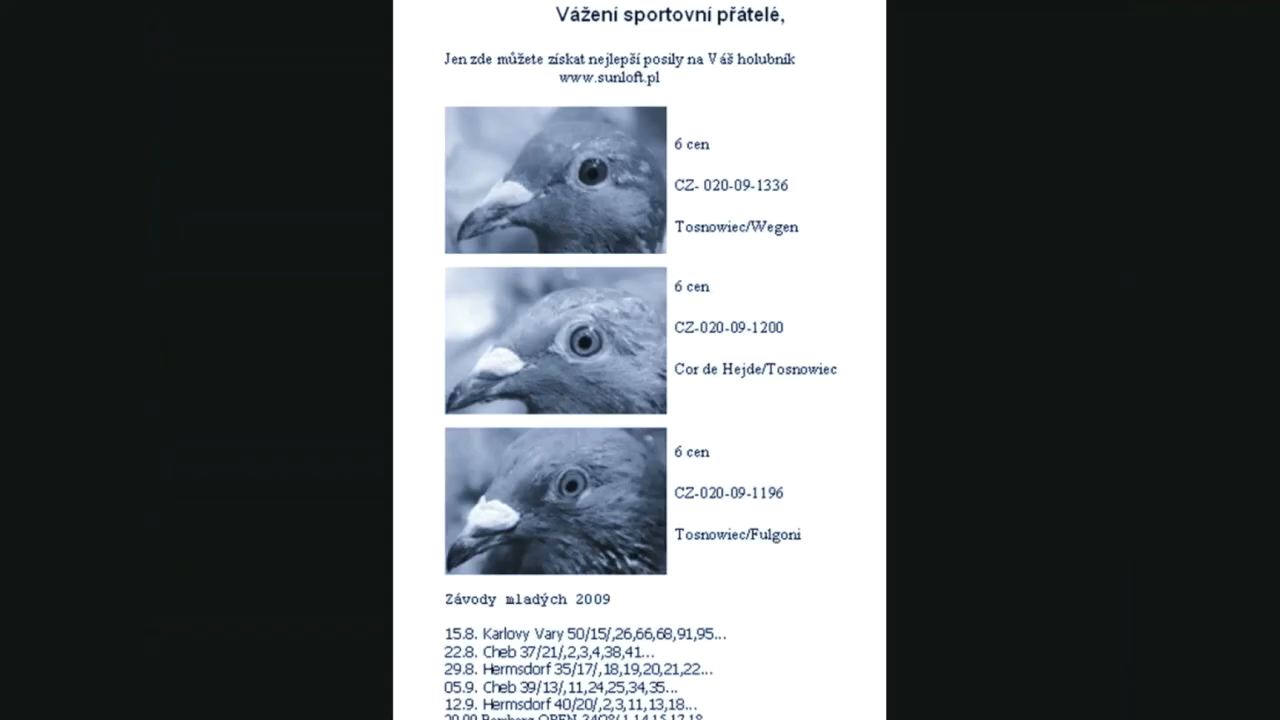 Vážení sportovní přátelé,
Jen zde můžete získat nejlepší posily na Váš holubník
www.sunloft.pl
6 cen
CZ- 020-09-1336
Tosnowiec/Wegen
6 cen
CZ-020-09-1200
Cor de Hejde/Tosnowiec
6 cen
CZ-020-09-1196
Tosnowiec/Fulgoni
Závody mladých 2009
15.8. Karlovy Vary 50/15/,26,66,68,91,95...
22.8. Cheb 37/21/,2,3,4,38,41...
29.8. Hermsdorf 35/17/,18,19,20,21,22...
05.9. Cheb 39/13/,11,24,25,34,35...
12.9. Hermsdorf 40/20/,2,3,11,13,18...